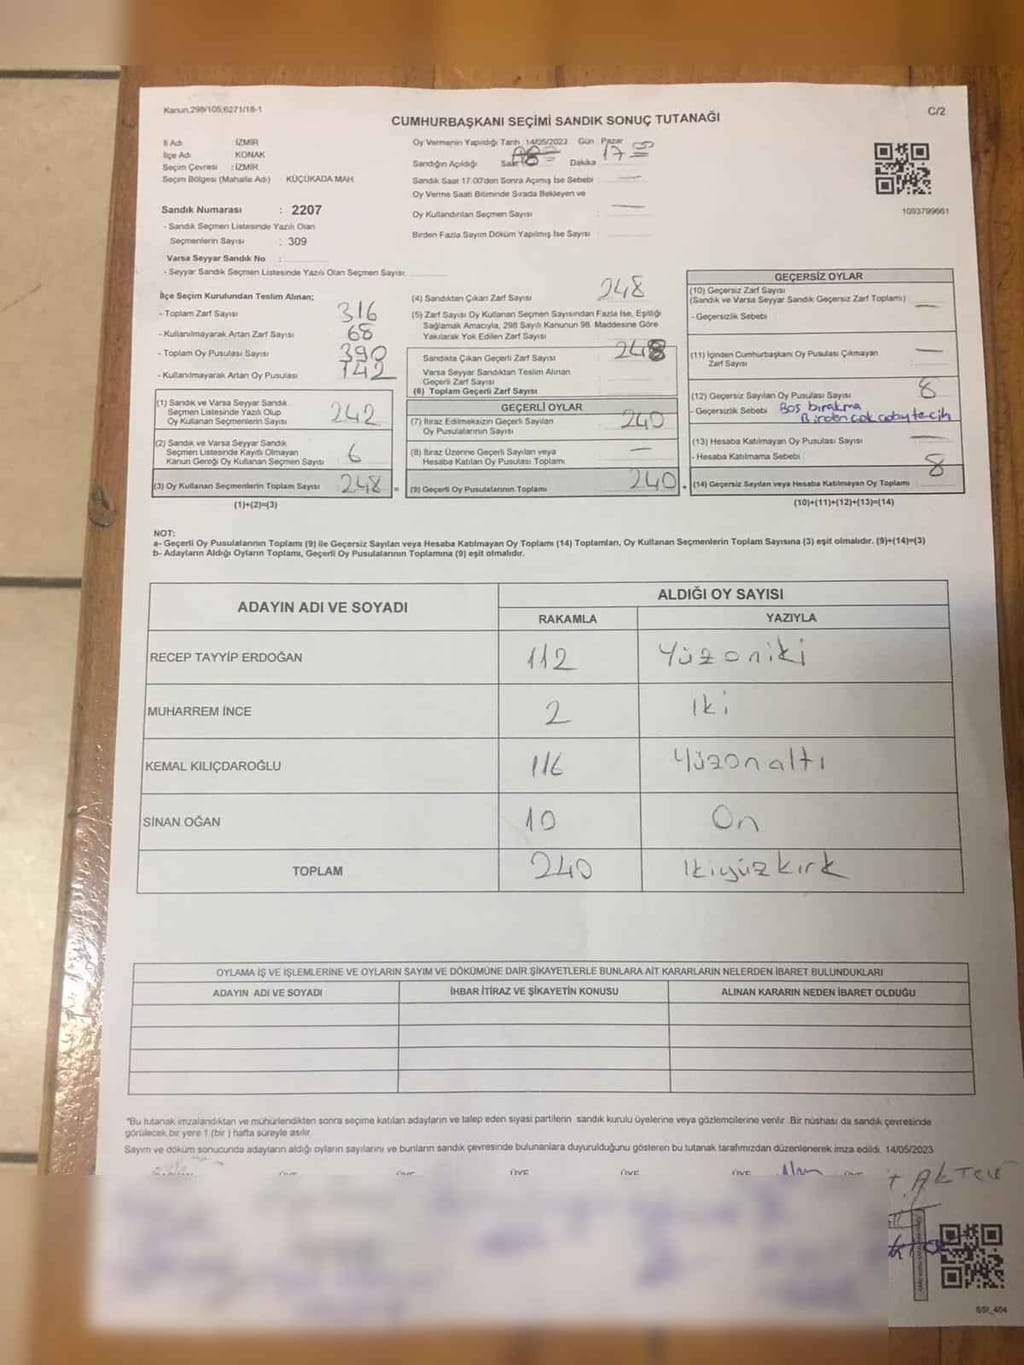 Kanun.298/105;6271/18-1
C/2
CUMHURBAŞKANI SEÇİMİ SANDIK SONUÇ TUTANAĞI
İl Adı : İZMİR
İlçe Adı KONAK
Seçim Çevresi : İZMİR
Seçim Bölgesi (Mahalle Adı) KÜÇÜKADA MAH.
Sandık Numarası : 2207
- Sandık Seçmen Listesinde Yazılı Olan
Seçmenlerin Sayısı : 309
Varsa Seyyar Sandık No :
- Seyyar Sandık Seçmen Listesinde Yazılı Olan Seçmen Sayısı:
Oy Vermenin Yapıldığı Tarih 14/05/2023 Gün Pazar
Sandığın Açıldığı Saat Dakika
Sandık Saat 17:00'den Sonra Açılmış İse Sebebi
Oy Verme Saati Bitiminde Sırada Bekleyen ve
Oy Kullandırılan Seçmen Sayısı
Birden Fazla Sayım Döküm Yapılmış İse Sayısı
1093799661
İlçe Seçim Kurulundan Teslim Alınan;
- Toplam Zarf Sayısı 316
- Kullanılmayarak Artan Zarf Sayısı 68
- Toplam Oy Pusulası Sayısı 390
- Kullanılmayarak Artan Oy Pusulası 142
(1) Sandık ve Varsa Seyyar Sandık
Seçmen Listesinde Yazılı Olup
Oy Kullanan Seçmenlerin Sayısı 242
(2) Sandık ve Varsa Seyyar Sandık
Seçmen Listesinde Kayıtlı Olmayan
Kanun Gereği Oy Kullanan Seçmen Sayısı 6
(3) Oy Kullanan Seçmenlerin Toplam Sayısı 248 =
(1)+(2)=(3)
(4) Sandıktan Çıkan Zarf Sayısı 248
(5) Zarf Sayısı Oy Kullanan Seçmen Sayısından Fazla İse, Eşitliği
Sağlamak Amacıyla, 298 Sayılı Kanunun 98. Maddesine Göre
Yakılarak Yok Edilen Zarf Sayısı
Sandıkta Çıkan Geçerli Zarf Sayısı 248
Varsa Seyyar Sandıktan Teslim Alınan
Geçerli Zarf Sayısı
(6) Toplam Geçerli Zarf Sayısı
GEÇERLİ OYLAR
(7) İtiraz Edilmeksizin Geçerli Sayılan
Oy Pusulalarının Sayısı 240
(8) İtiraz Üzerine Geçerli Sayılan veya
Hesaba Katılan Oy Pusulası Toplamı
(9) Geçerli Oy Pusulalarının Toplamı 240 +
GEÇERSİZ OYLAR
(10) Geçersiz Zarf Sayısı
(Sandık ve Varsa Seyyar Sandık Geçersiz Zarf Toplamı)
- Geçersizlik Sebebi
(11) İçinden Cumhurbaşkanı Oy Pusulası Çıkmayan
Zarf Sayısı
(12) Geçersiz Sayılan Oy Pusulası Sayısı 8
- Geçersizlik Sebebi Boş bırakma
Birden çok
(13) Hesaba Katılmayan Oy Pusulası Sayısı
- Hesaba Katılmama Sebebi
(14) Geçersiz Sayılan veya Hesaba Katılmayan Oy Toplamı 8
(10)+(11)+(12)+(13)=(14)
NOT:
a- Geçerli Oy Pusulalarının Toplamı (9) ile Geçersiz Sayılan veya Hesaba Katılmayan Oy Toplamı (14) Toplamları, Oy Kullanan Seçmenlerin Toplam Sayısına (3) eşit olmalıdır. (9)+(14)=(3)
b- Adayların Aldığı Oyların Toplamı, Geçerli Oy Pusulalarının Toplamına (9) eşit olmalıdır.
ADAYIN ADI VE SOYADI
ALDIĞI OY SAYISI
RAKAMLA YAZIYLA
RECEP TAYYİP ERDOĞAN 112 Yüzoniki
MUHARREM İNCE 2 İki
KEMAL KILIÇDAROĞLU 116 Yüzonaltı
SİNAN OĞAN 10 On
TOPLAM 240 İkiyüzkırk
OYLAMA İŞ VE İŞLEMLERİNE VE OYLARIN SAYIM VE DÖKÜMÜNE DAİR ŞİKAYETLERLE BUNLARA AİT KARARLARIN NELERDEN İBARET BULUNDUKLARI
ADAYIN ADI VE SOYADI İHBAR İTİRAZ VE ŞİKAYETİN KONUSU ALINAN KARARIN NEDEN İBARET OLDUĞU
"Bu tutanak imzalandıktan ve mühürlendikten sonra seçime katılan adayların ve talep eden siyasi partilerin sandık kurulu üyelerine veya gözlemcilerine verilir. Bir nüshası da sandık çevresinde
görülecek bir yere 1 (bir ) hafta süreyle asılır.
Sayım ve döküm sonucunda adayların aldığı oyların sayılarını ve bunların sandık çevresinde bulunanlara duyurulduğunu gösteren bu tutanak tarafımızdan düzenlenerek imza edildi. 14/05/2023
ÜYE ÜYE ÜYE
SSI_404